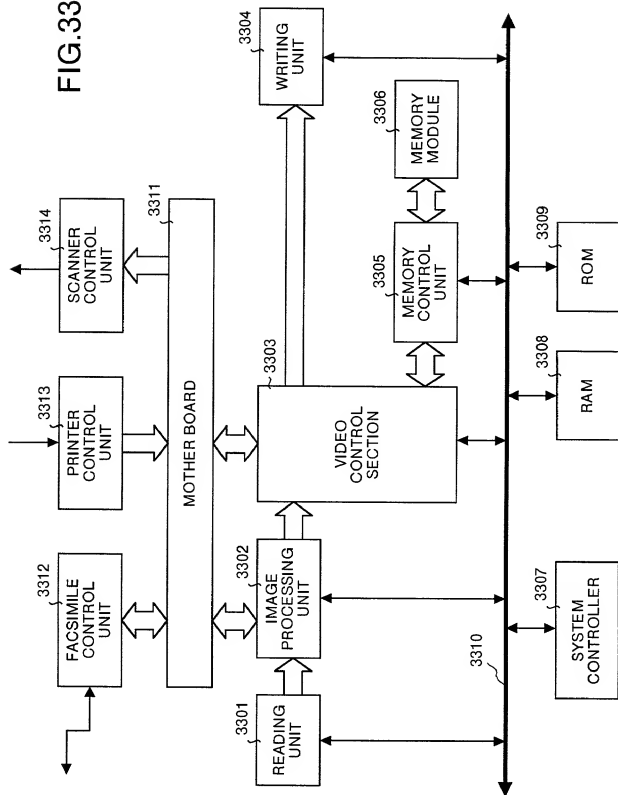 FIG.33
3312
FACSIMILE
CONTROL
UNIT
3313
PRINTER
CONTROL
UNIT
3314
SCANNER
CONTROL
UNIT
3311
MOTHER BOARD
3301
READING
UNIT
3302
IMAGE
PROCESSING
UNIT
3303
VIDEO
CONTROL
SECTION
3304
WRITING
UNIT
3305
MEMORY
CONTROL
UNIT
3306
MEMORY
MODULE
3310
3307
SYSTEM
CONTROLLER
3308
RAM
3309
ROM